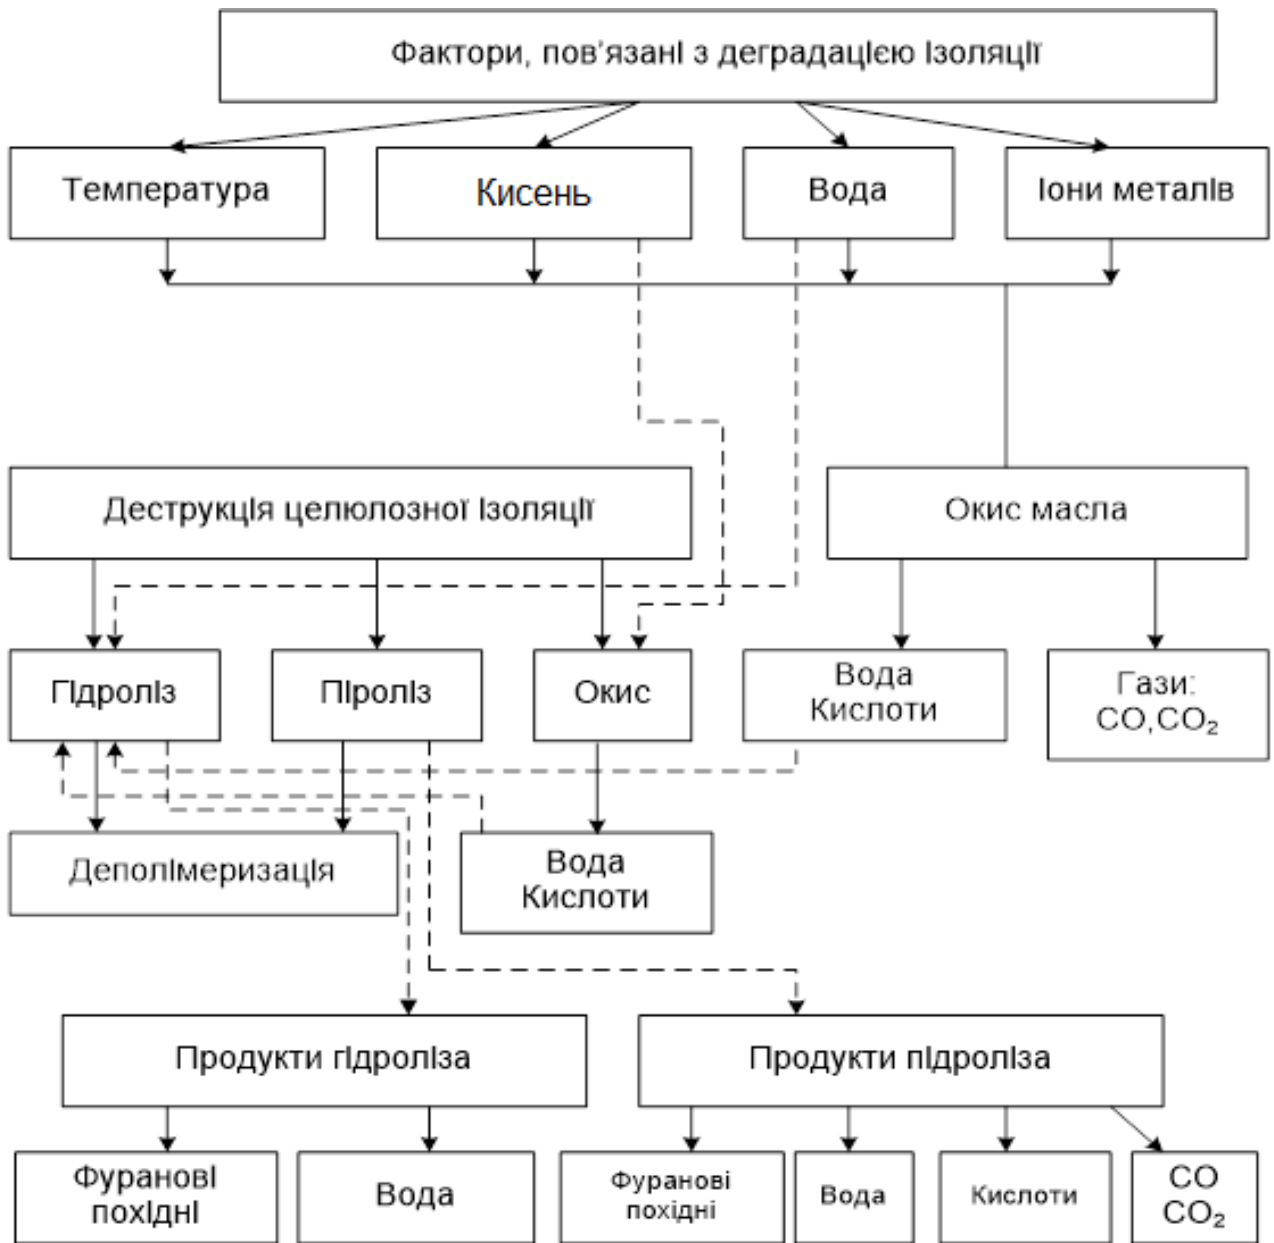 Фактори, пов’язані з деградацією ізоляції
Температура
Кисень
Вода
Іони металів
Деструкція целюлозної ізоляції
Окис масла
Гідроліз
Піроліз
Окис
Вода
Кислоти
Гази:
CO,CO₂
Деполімеризація
Вода
Кислоти
Продукти гідроліза
Продукти підроліза
Фуранові
похідні
Вода
Фуранові
похідні
Вода
Кислоти
CO
CO₂